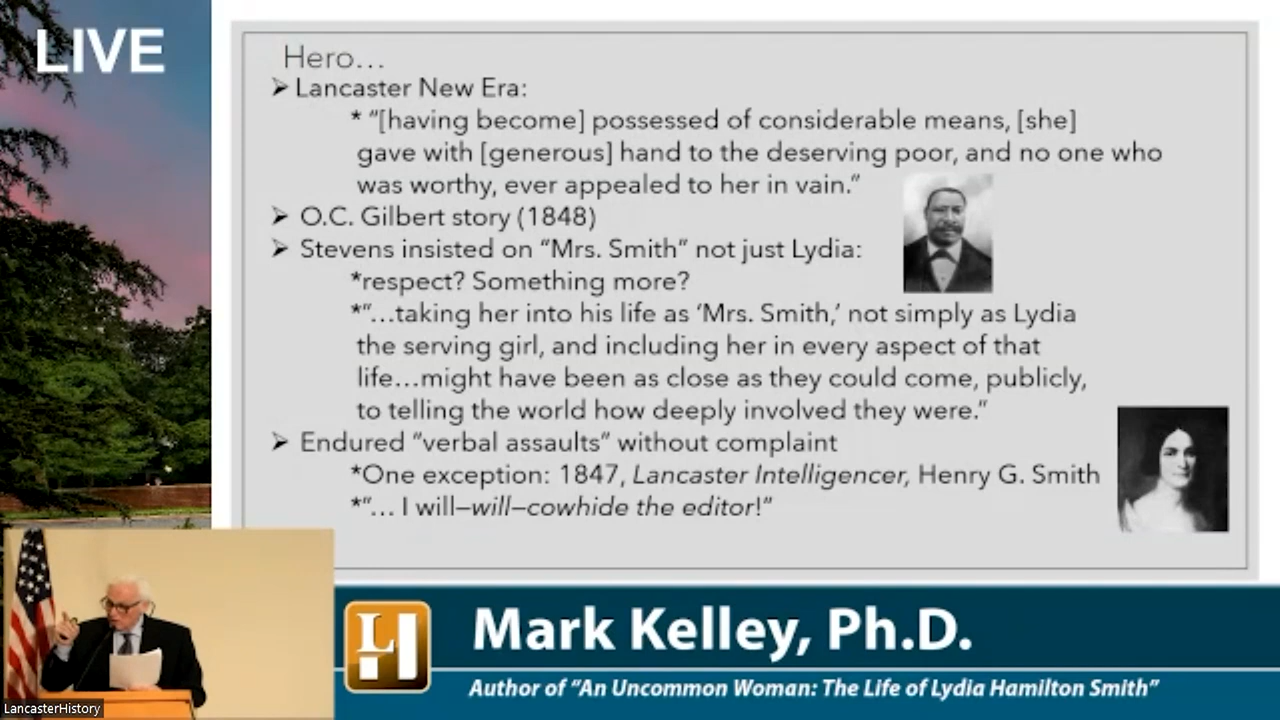 LIVE
Hero...
➢ Lancaster New Era:
* "[having become] possessed of considerable means, [she]
gave with [generous] hand to the deserving poor, and no one who
was worthy, ever appealed to her in vain."
➢ O.C. Gilbert story (1848)
➢ Stevens insisted on "Mrs. Smith" not just Lydia:
*respect? Something more?
*"...taking her into his life as 'Mrs. Smith,' not simply as Lydia
the serving girl, and including her in every aspect of that
life...might have been as close as they could come, publicly,
to telling the world how deeply involved they were."
➢ Endured "verbal assaults" without complaint
*One exception: 1847, Lancaster Intelligencer, Henry G. Smith
*"... I will—will—cowhide the editor!"
LH
Mark Kelley, Ph.D.
Author of "An Uncommon Woman: The Life of Lydia Hamilton Smith"
LancasterHistory